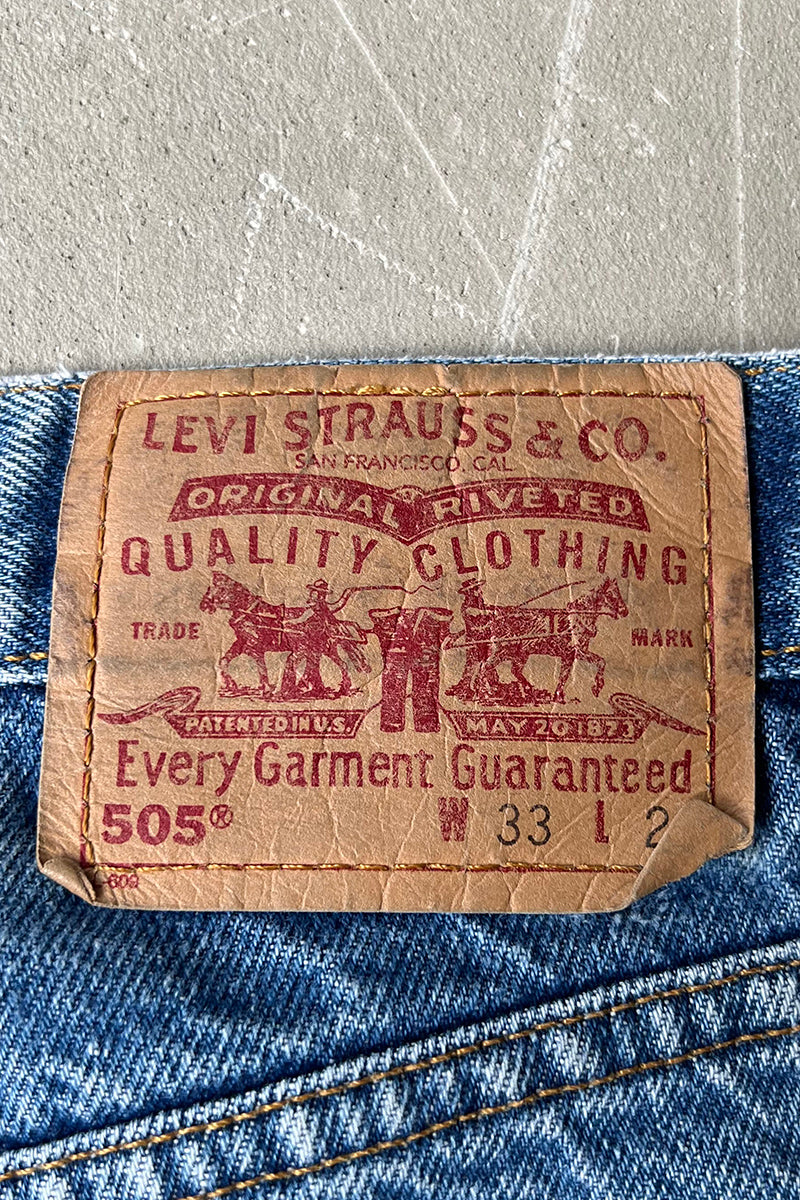 LEVI STRAUSS & CO.
SAN FRANCISCO, CAL
ORIGINAL RIVETED
QUALITY CLOTHING
TRADE MARK
PATENTED IN U.S. MAY 20 1873
Every Garment Guaranteed
505® W 33 L 2